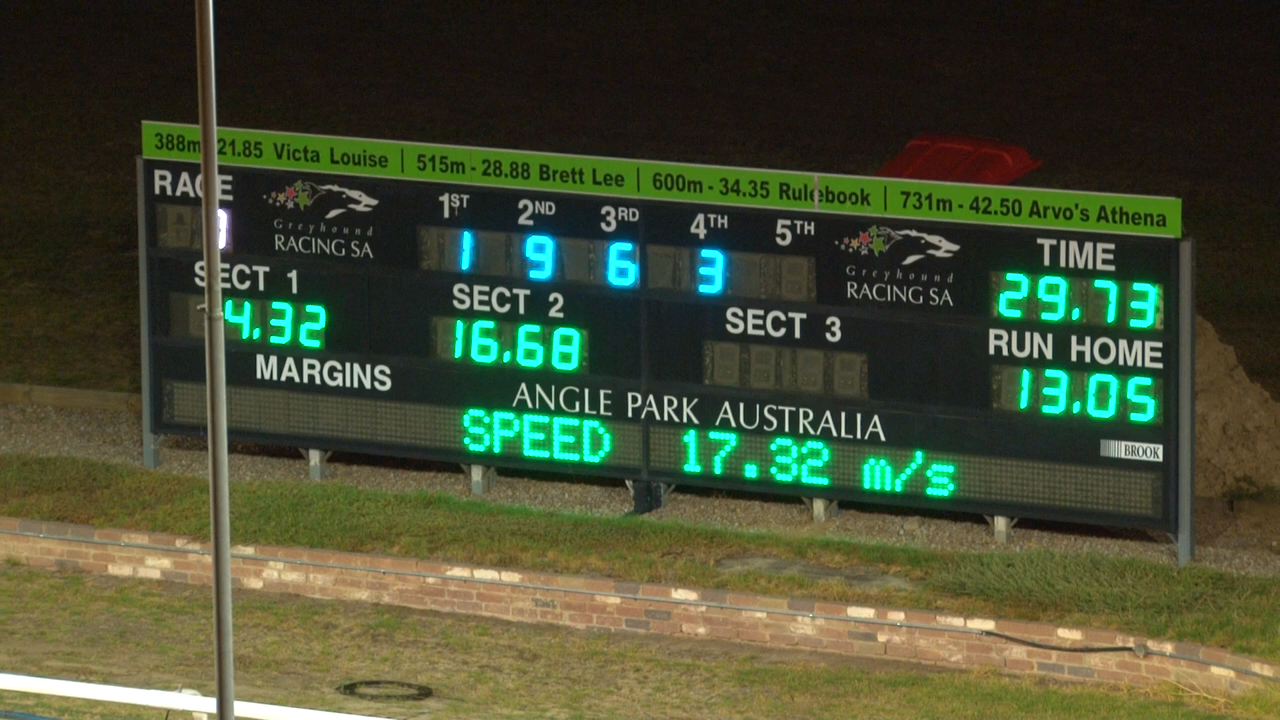 388m 21.85 Victa Louise | 515m - 28.88 Brett Lee | 600m - 34.35 Rulebook | 731m - 42.50 Arvo's Athena
RACE
Greyhound
RACING SA
1ST 2ND 3RD 4TH 5TH
1 9 6 3
Greyhound
RACING SA
TIME
29.73
SECT 1
4.32
SECT 2
16.68
SECT 3
RUN HOME
13.05
MARGINS
ANGLE PARK AUSTRALIA
SPEED 17.32 m/s
BROOK